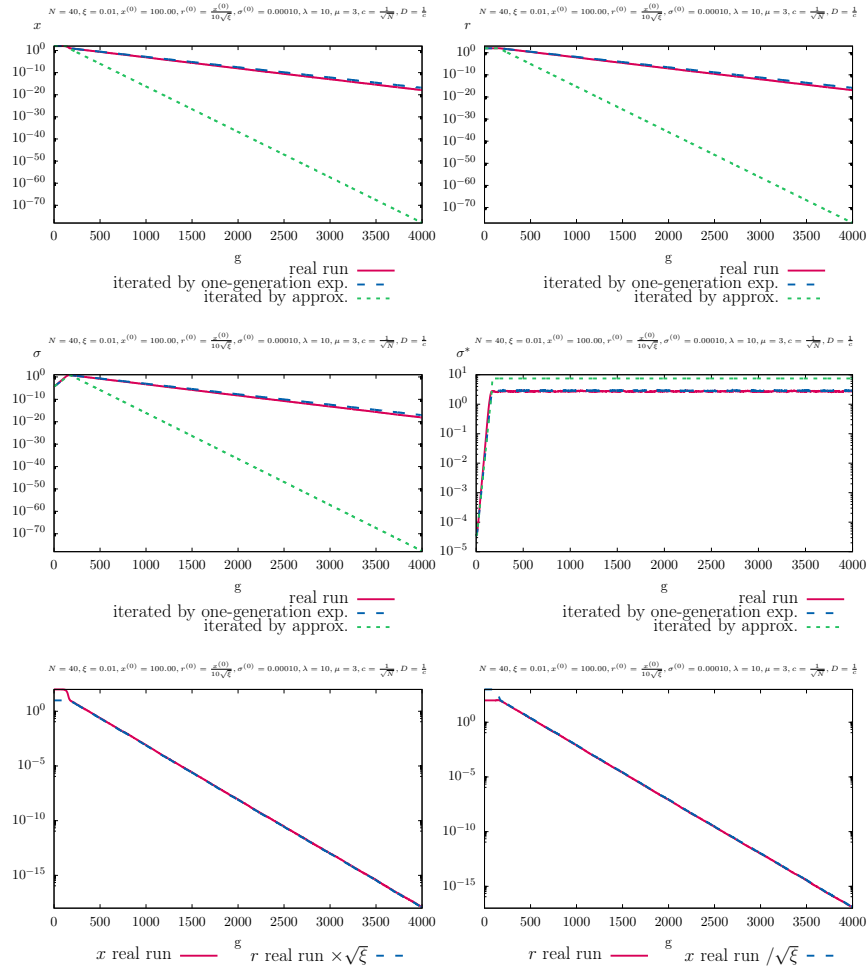 N = 40, ξ = 0.01, x^(0) = 100.00, r^(0) = x^(0)/(10√ξ), σ^(0) = 0.00010, λ = 10, μ = 3, c = 1/√N, D = 1/c
x
10^0
10^−10
10^−20
10^−30
10^−40
10^−50
10^−60
10^−70
0 500 1000 1500 2000 2500 3000 3500 4000
g
real run
iterated by one-generation exp.
iterated by approx.
N = 40, ξ = 0.01, x^(0) = 100.00, r^(0) = x^(0)/(10√ξ), σ^(0) = 0.00010, λ = 10, μ = 3, c = 1/√N, D = 1/c
r
10^0
10^−10
10^−20
10^−30
10^−40
10^−50
10^−60
10^−70
0 500 1000 1500 2000 2500 3000 3500 4000
g
real run
iterated by one-generation exp.
iterated by approx.
N = 40, ξ = 0.01, x^(0) = 100.00, r^(0) = x^(0)/(10√ξ), σ^(0) = 0.00010, λ = 10, μ = 3, c = 1/√N, D = 1/c
σ
10^0
10^−10
10^−20
10^−30
10^−40
10^−50
10^−60
10^−70
0 500 1000 1500 2000 2500 3000 3500 4000
g
real run
iterated by one-generation exp.
iterated by approx.
N = 40, ξ = 0.01, x^(0) = 100.00, r^(0) = x^(0)/(10√ξ), σ^(0) = 0.00010, λ = 10, μ = 3, c = 1/√N, D = 1/c
σ*
10^1
10^0
10^−1
10^−2
10^−3
10^−4
10^−5
0 500 1000 1500 2000 2500 3000 3500 4000
g
real run
iterated by one-generation exp.
iterated by approx.
N = 40, ξ = 0.01, x^(0) = 100.00, r^(0) = x^(0)/(10√ξ), σ^(0) = 0.00010, λ = 10, μ = 3, c = 1/√N, D = 1/c
10^0
10^−5
10^−10
10^−15
0 500 1000 1500 2000 2500 3000 3500 4000
g
x real run r real run ×√ξ
N = 40, ξ = 0.01, x^(0) = 100.00, r^(0) = x^(0)/(10√ξ), σ^(0) = 0.00010, λ = 10, μ = 3, c = 1/√N, D = 1/c
10^0
10^−5
10^−10
10^−15
0 500 1000 1500 2000 2500 3000 3500 4000
g
r real run x real run /√ξ